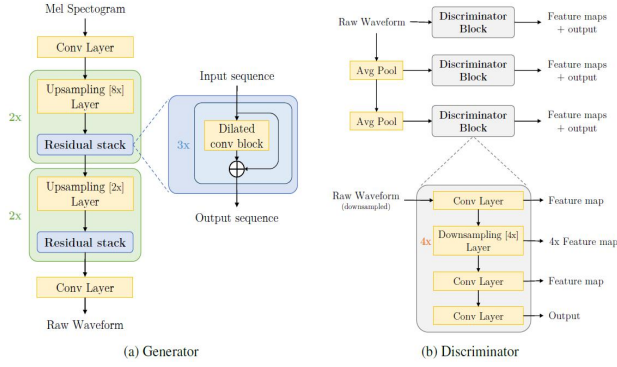 Mel Spectogram
Conv Layer
2x
Upsampling [8x]
Layer
Residual stack
2x
Upsampling [2x]
Layer
Residual stack
Conv Layer
Raw Waveform
Input sequence
3x
Dilated
conv block
Output sequence
(a) Generator
Raw Waveform
Discriminator
Block
Feature maps
+ output
Avg Pool
Discriminator
Block
Feature maps
+ output
Avg Pool
Discriminator
Block
Feature maps
+ output
Raw Waveform
(downsampled)
Conv Layer
Feature map
4x
Downsampling [4x]
Layer
4x Feature map
Conv Layer
Feature map
Conv Layer
Output
(b) Discriminator